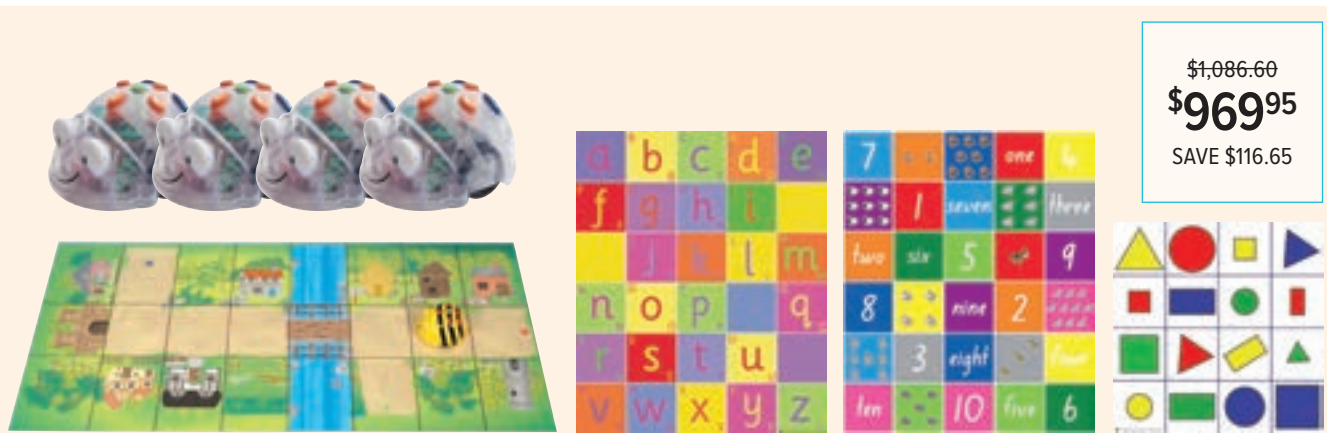 $1,086.60
$969 95
SAVE $116.65
a b c d e
f g h i
j k l m
n o p q
r s t u
v w x y z
7 one 4
1 seven three
two six 5 9
8 nine 2
3 eight four
ten 10 five 6